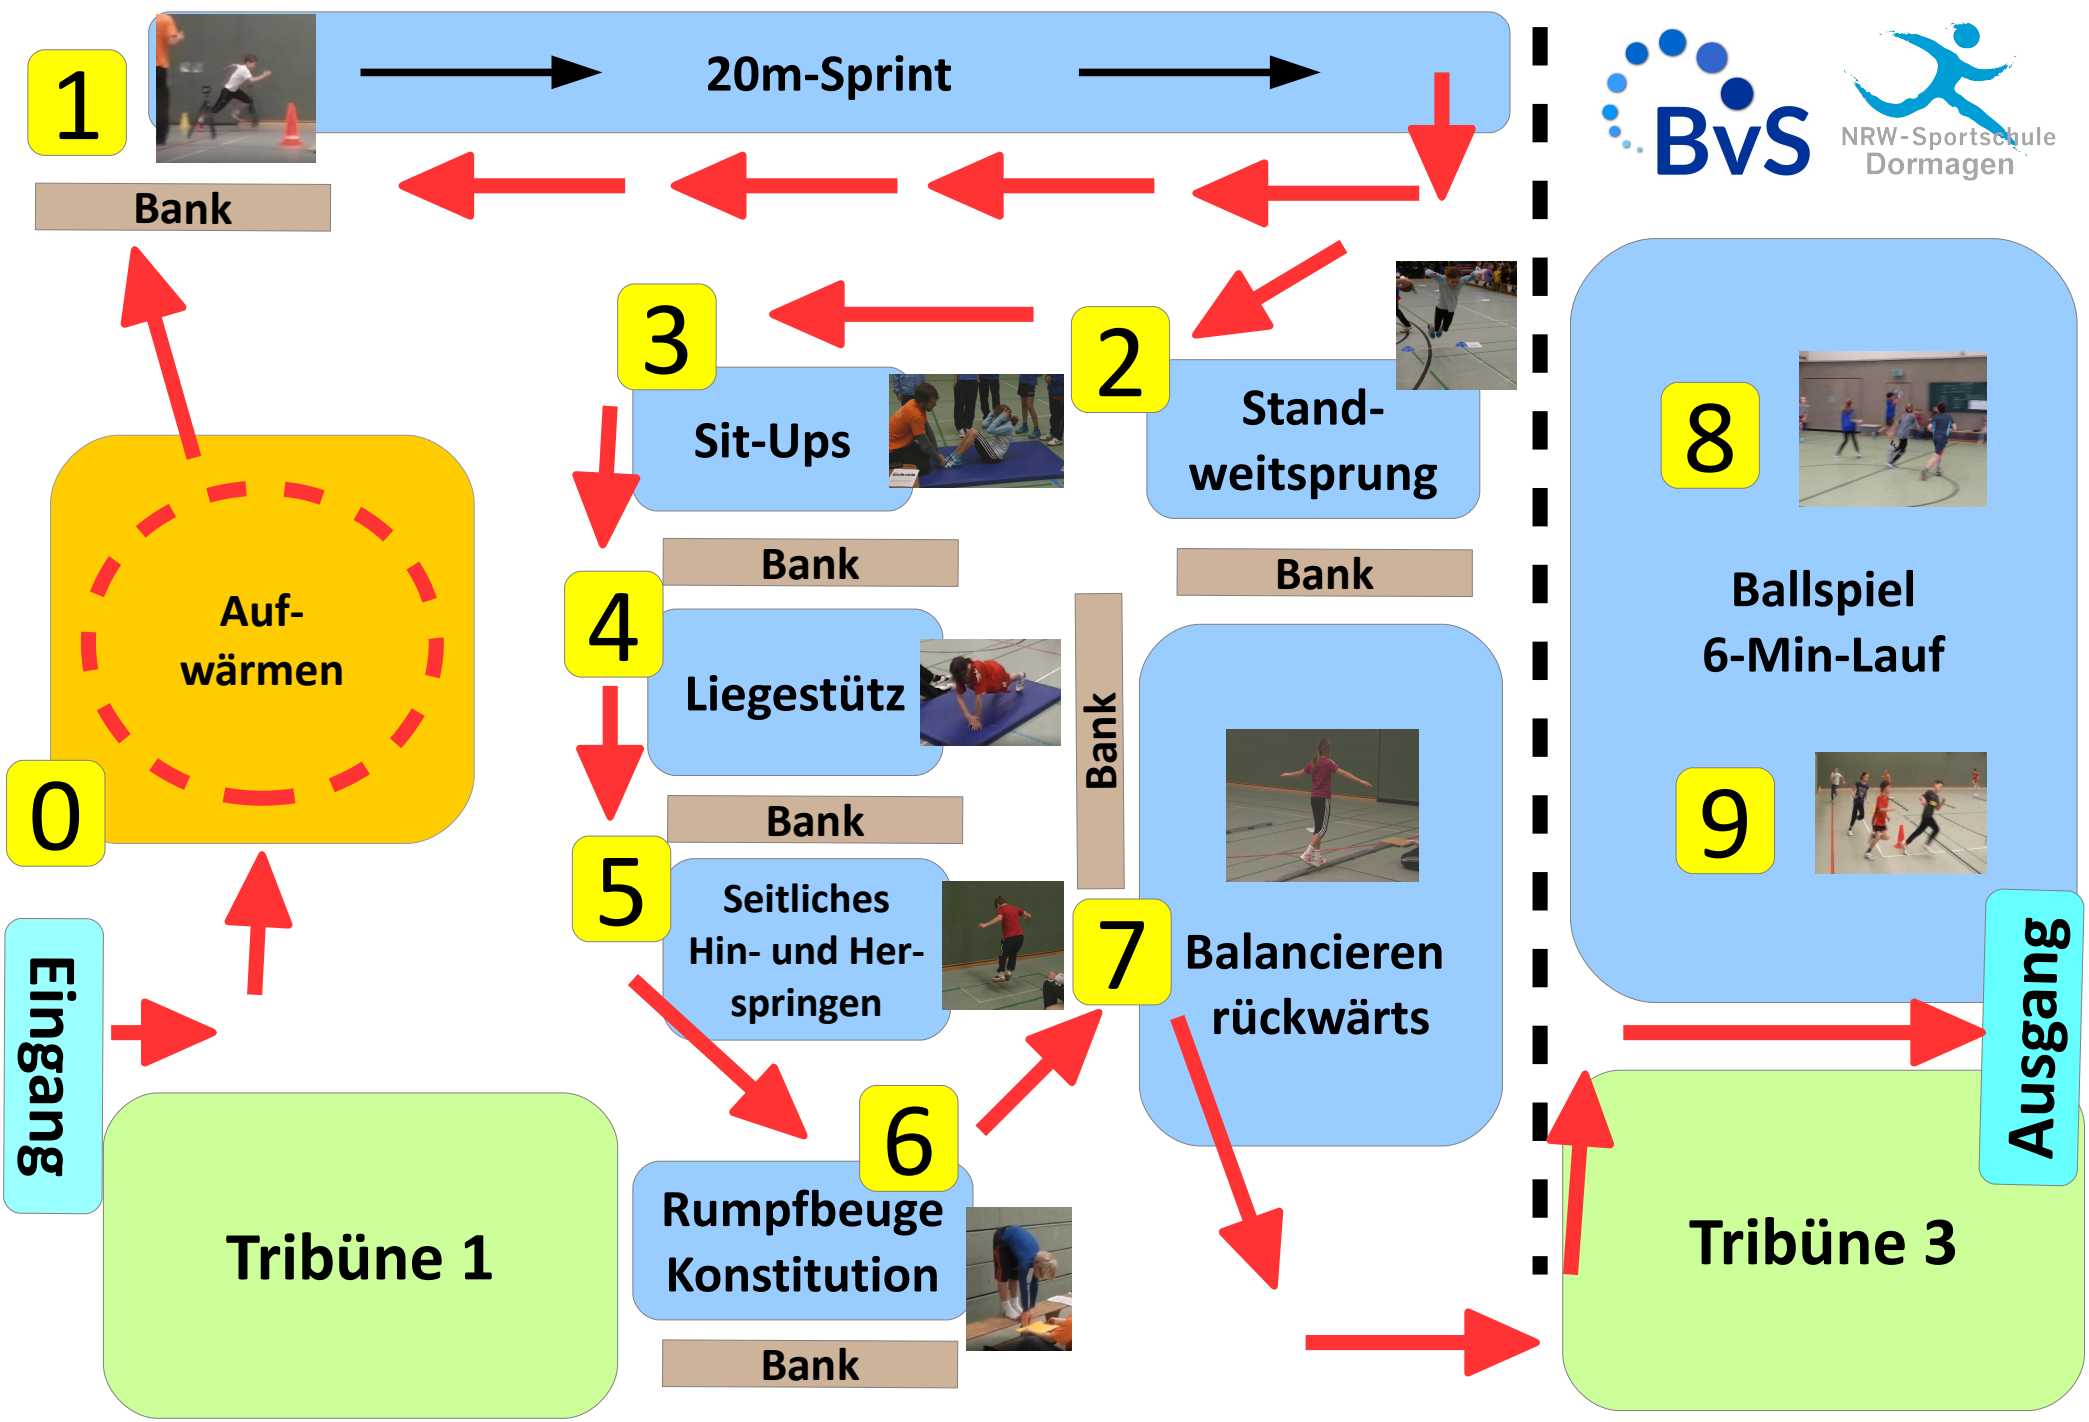 1
20m-Sprint
BvS
NRW-Sportschule
Dormagen
Bank
3
Sit-Ups
2
Stand-
weitsprung
8
Ballspiel
6-Min-Lauf
9
Auf-
wärmen
0
Bank
Bank
4
Liegestütz
Bank
Bank
5
Seitliches
Hin- und Her-
springen
7
Balancieren
rückwärts
Eingang
Ausgang
6
Rumpfbeuge
Konstitution
Bank
Tribüne 1
Tribüne 3